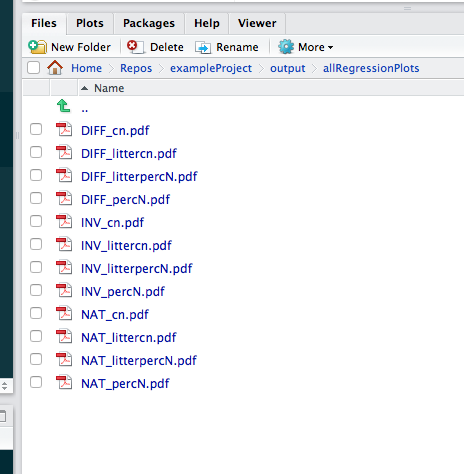 Files Plots Packages Help Viewer
New Folder Delete Rename More
Home Repos exampleProject output allRegressionPlots
Name
..
DIFF_cn.pdf
DIFF_littercn.pdf
DIFF_litterpercN.pdf
DIFF_percN.pdf
INV_cn.pdf
INV_littercn.pdf
INV_litterpercN.pdf
INV_percN.pdf
NAT_cn.pdf
NAT_littercn.pdf
NAT_litterpercN.pdf
NAT_percN.pdf